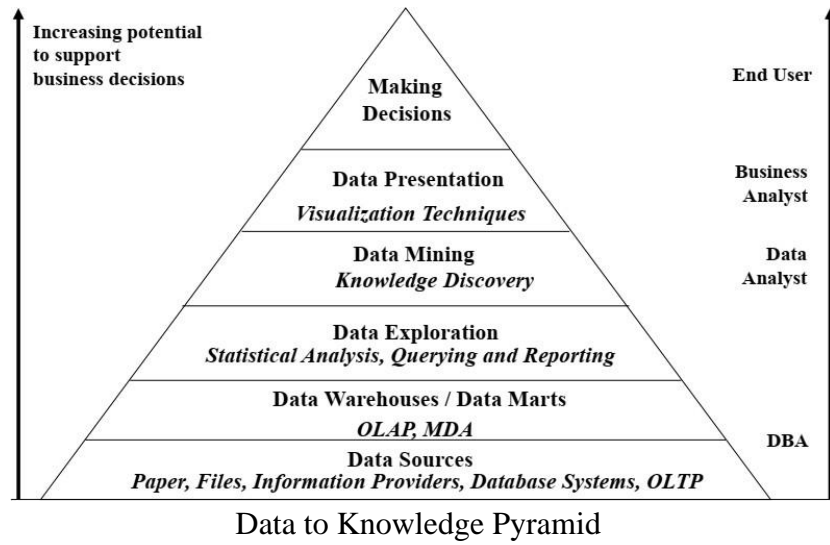 Increasing potential
to support
business decisions
Making
Decisions
End User
Data Presentation
Visualization Techniques
Business
Analyst
Data Mining
Knowledge Discovery
Data
Analyst
Data Exploration
Statistical Analysis, Querying and Reporting
Data Warehouses / Data Marts
OLAP, MDA
DBA
Data Sources
Paper, Files, Information Providers, Database Systems, OLTP
Data to Knowledge Pyramid